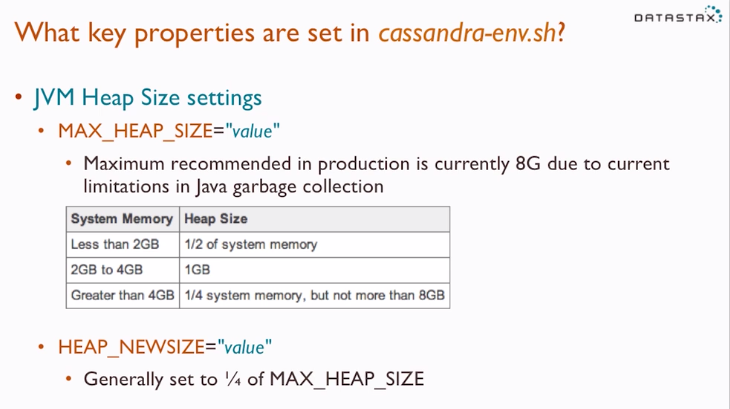 DATASTAX
What key properties are set in cassandra-env.sh?
• JVM Heap Size settings
• MAX_HEAP_SIZE="value"
• Maximum recommended in production is currently 8G due to current
limitations in Java garbage collection
System Memory Heap Size
Less than 2GB 1/2 of system memory
2GB to 4GB 1GB
Greater than 4GB 1/4 system memory, but not more than 8GB
• HEAP_NEWSIZE="value"
• Generally set to ¼ of MAX_HEAP_SIZE